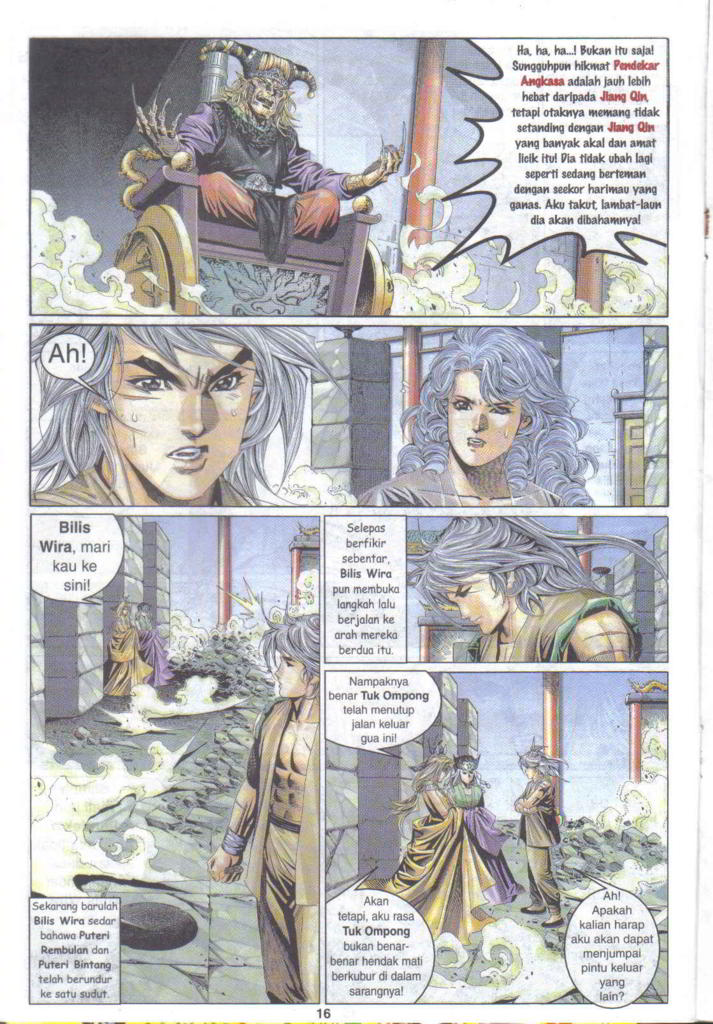 Ha, ha, ha...! Bukan itu saja!
Sungguhpun hikmat Pendekar
Angkasa adalah jauh lebih
hebat daripada Jiang Qin,
tetapi otaknya memang tidak
setanding dengan Jiang Qin
yang banyak akal dan amat
licik itu! Dia tidak ubah lagi
seperti sedang berteman
dengan seekor harimau yang
ganas. Aku takut, lambat-laun
dia akan dibahamnya!
Ah!
Bilis
Wira, mari
kau ke
sini!
Sekarang barulah
Bilis Wira sedar
bahawa Puteri
Rembulan dan
Puteri Bintang
telah berundur
ke satu sudut.
Selepas
berfikir
sebentar,
Bilis Wira
pun membuka
langkah lalu
berjalan ke
arah mereka
berdua itu.
Nampaknya
benar Tuk Ompong
telah menutup
jalan keluar
gua ini!
Akan
tetapi, aku rasa
Tuk Ompong
bukan benar-
benar hendak mati
berkubur di dalam
sarangnya!
Ah!
Apakah
kalian harap
aku akan dapat
menjumpai
pintu keluar
yang
lain?
16